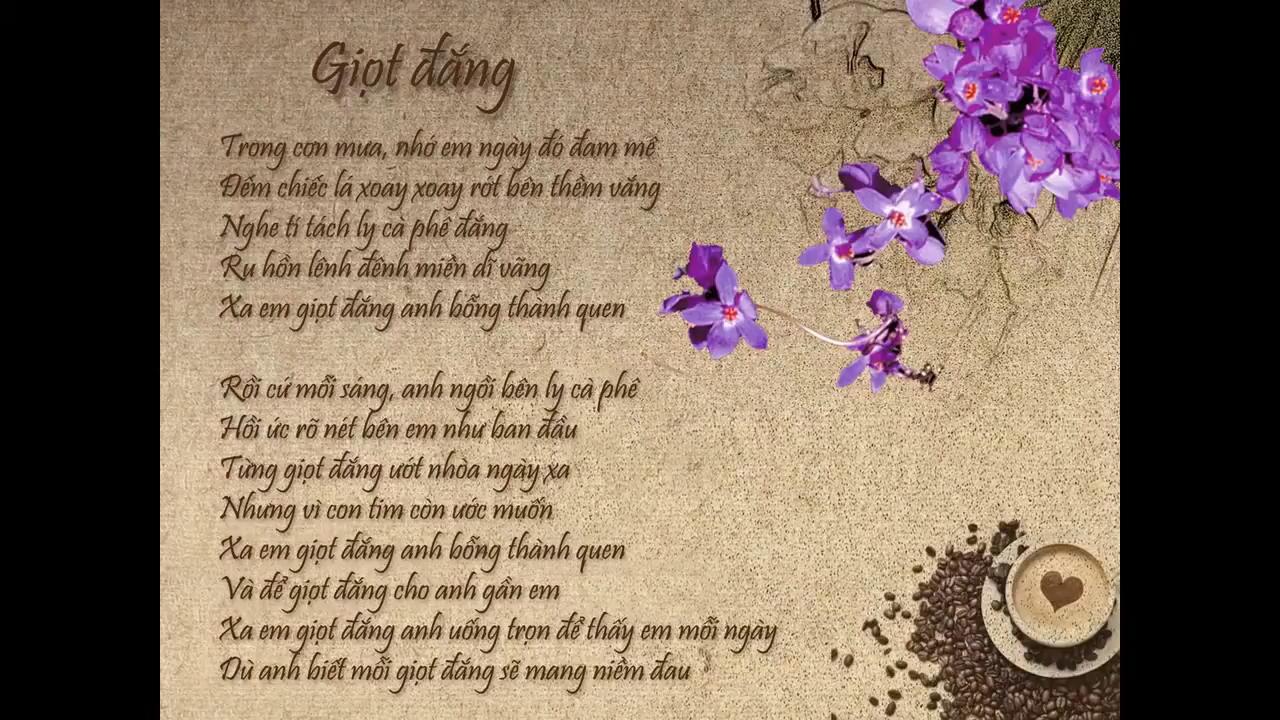 Giọt đắng
Trong cơn mưa, nhớ em ngày đó đam mê
Đếm chiếc lá xoay xoay rớt bên thềm vắng
Nghe tí tách ly cà phê đắng
Ru hồn lênh đênh miền dĩ vãng
Xa em giọt đắng anh bỗng thành quen
Rồi cứ mỗi sáng, anh ngồi bên ly cà phê
Hồi ức rõ nét bên em như ban đầu
Từng giọt đắng ướt nhòa ngày xa
Nhưng vì con tim còn ước muốn
Xa em giọt đắng anh bỗng thành quen
Và để giọt đắng cho anh gần em
Xa em giọt đắng anh uống trọn để thấy em mỗi ngày
Dù anh biết mỗi giọt đắng sẽ mang niềm đau